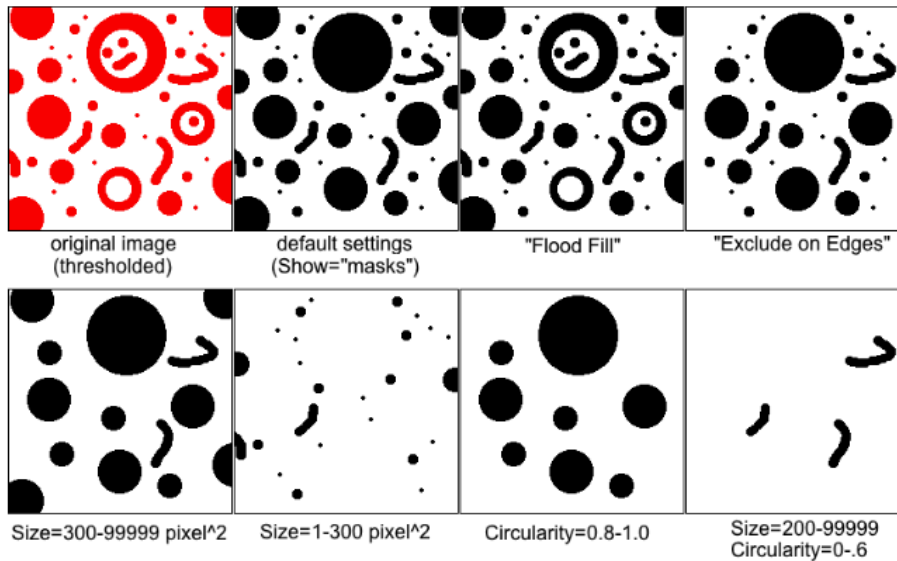 original image
(thresholded)
default settings
(Show="masks")
"Flood Fill"
"Exclude on Edges"
Size=300-99999 pixel^2
Size=1-300 pixel^2
Circularity=0.8-1.0
Size=200-99999
Circularity=0-.6